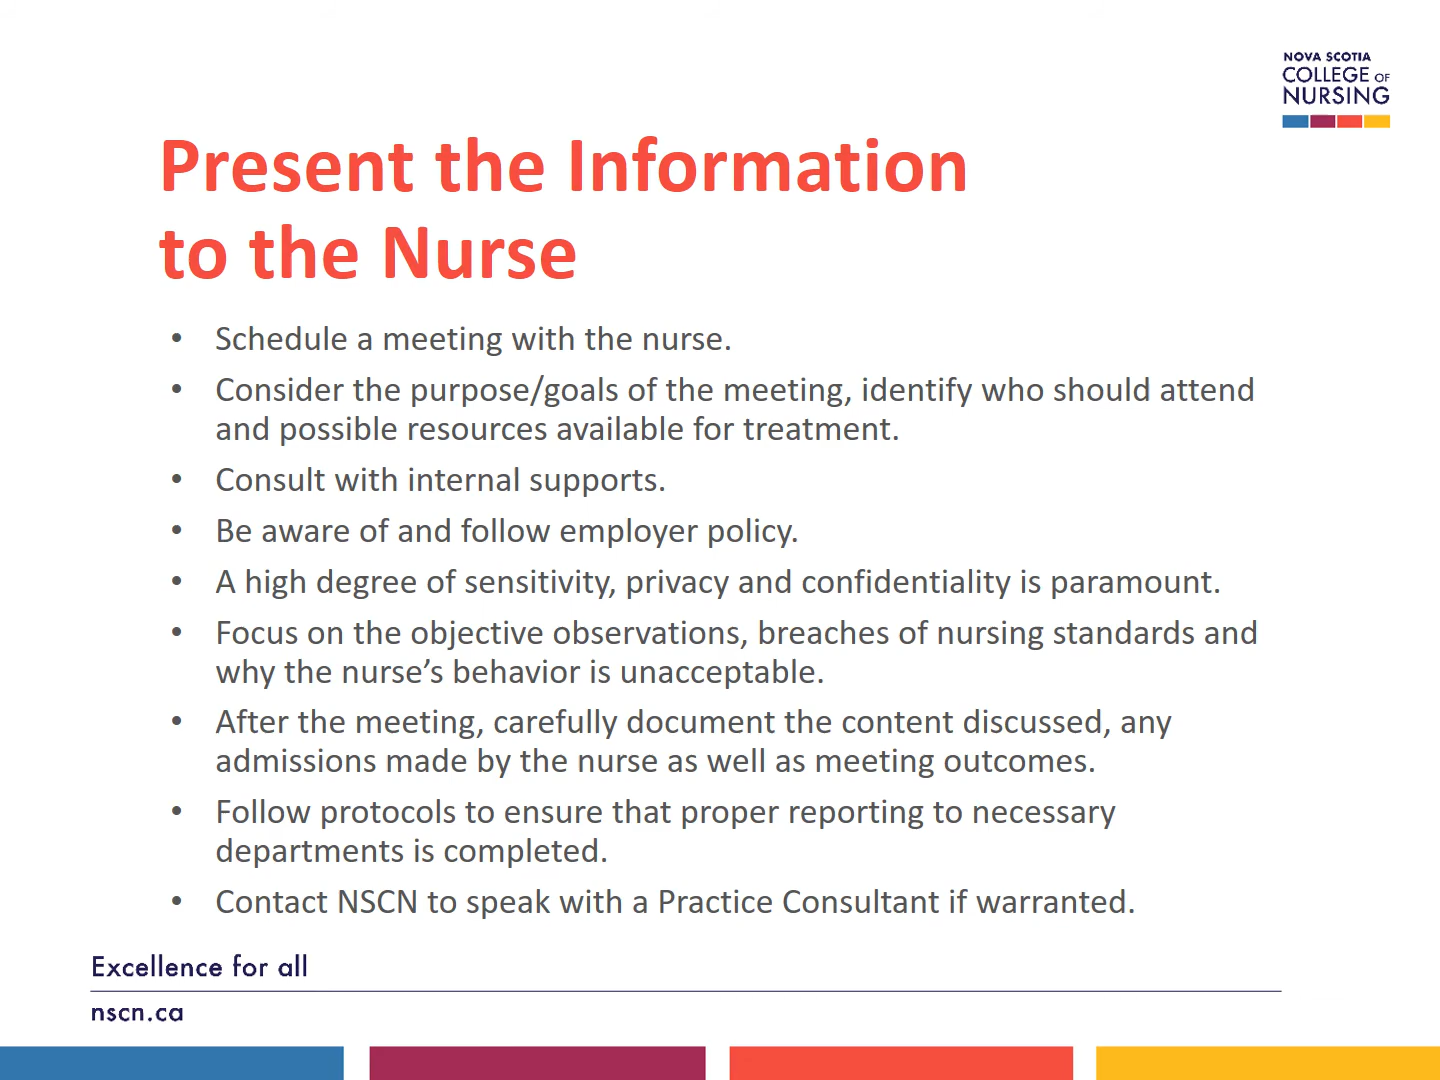 NOVA SCOTIA
COLLEGE OF
NURSING
Present the Information
to the Nurse
• Schedule a meeting with the nurse.
• Consider the purpose/goals of the meeting, identify who should attend
and possible resources available for treatment.
• Consult with internal supports.
• Be aware of and follow employer policy.
• A high degree of sensitivity, privacy and confidentiality is paramount.
• Focus on the objective observations, breaches of nursing standards and
why the nurse’s behavior is unacceptable.
• After the meeting, carefully document the content discussed, any
admissions made by the nurse as well as meeting outcomes.
• Follow protocols to ensure that proper reporting to necessary
departments is completed.
• Contact NSCN to speak with a Practice Consultant if warranted.
Excellence for all
nscn.ca